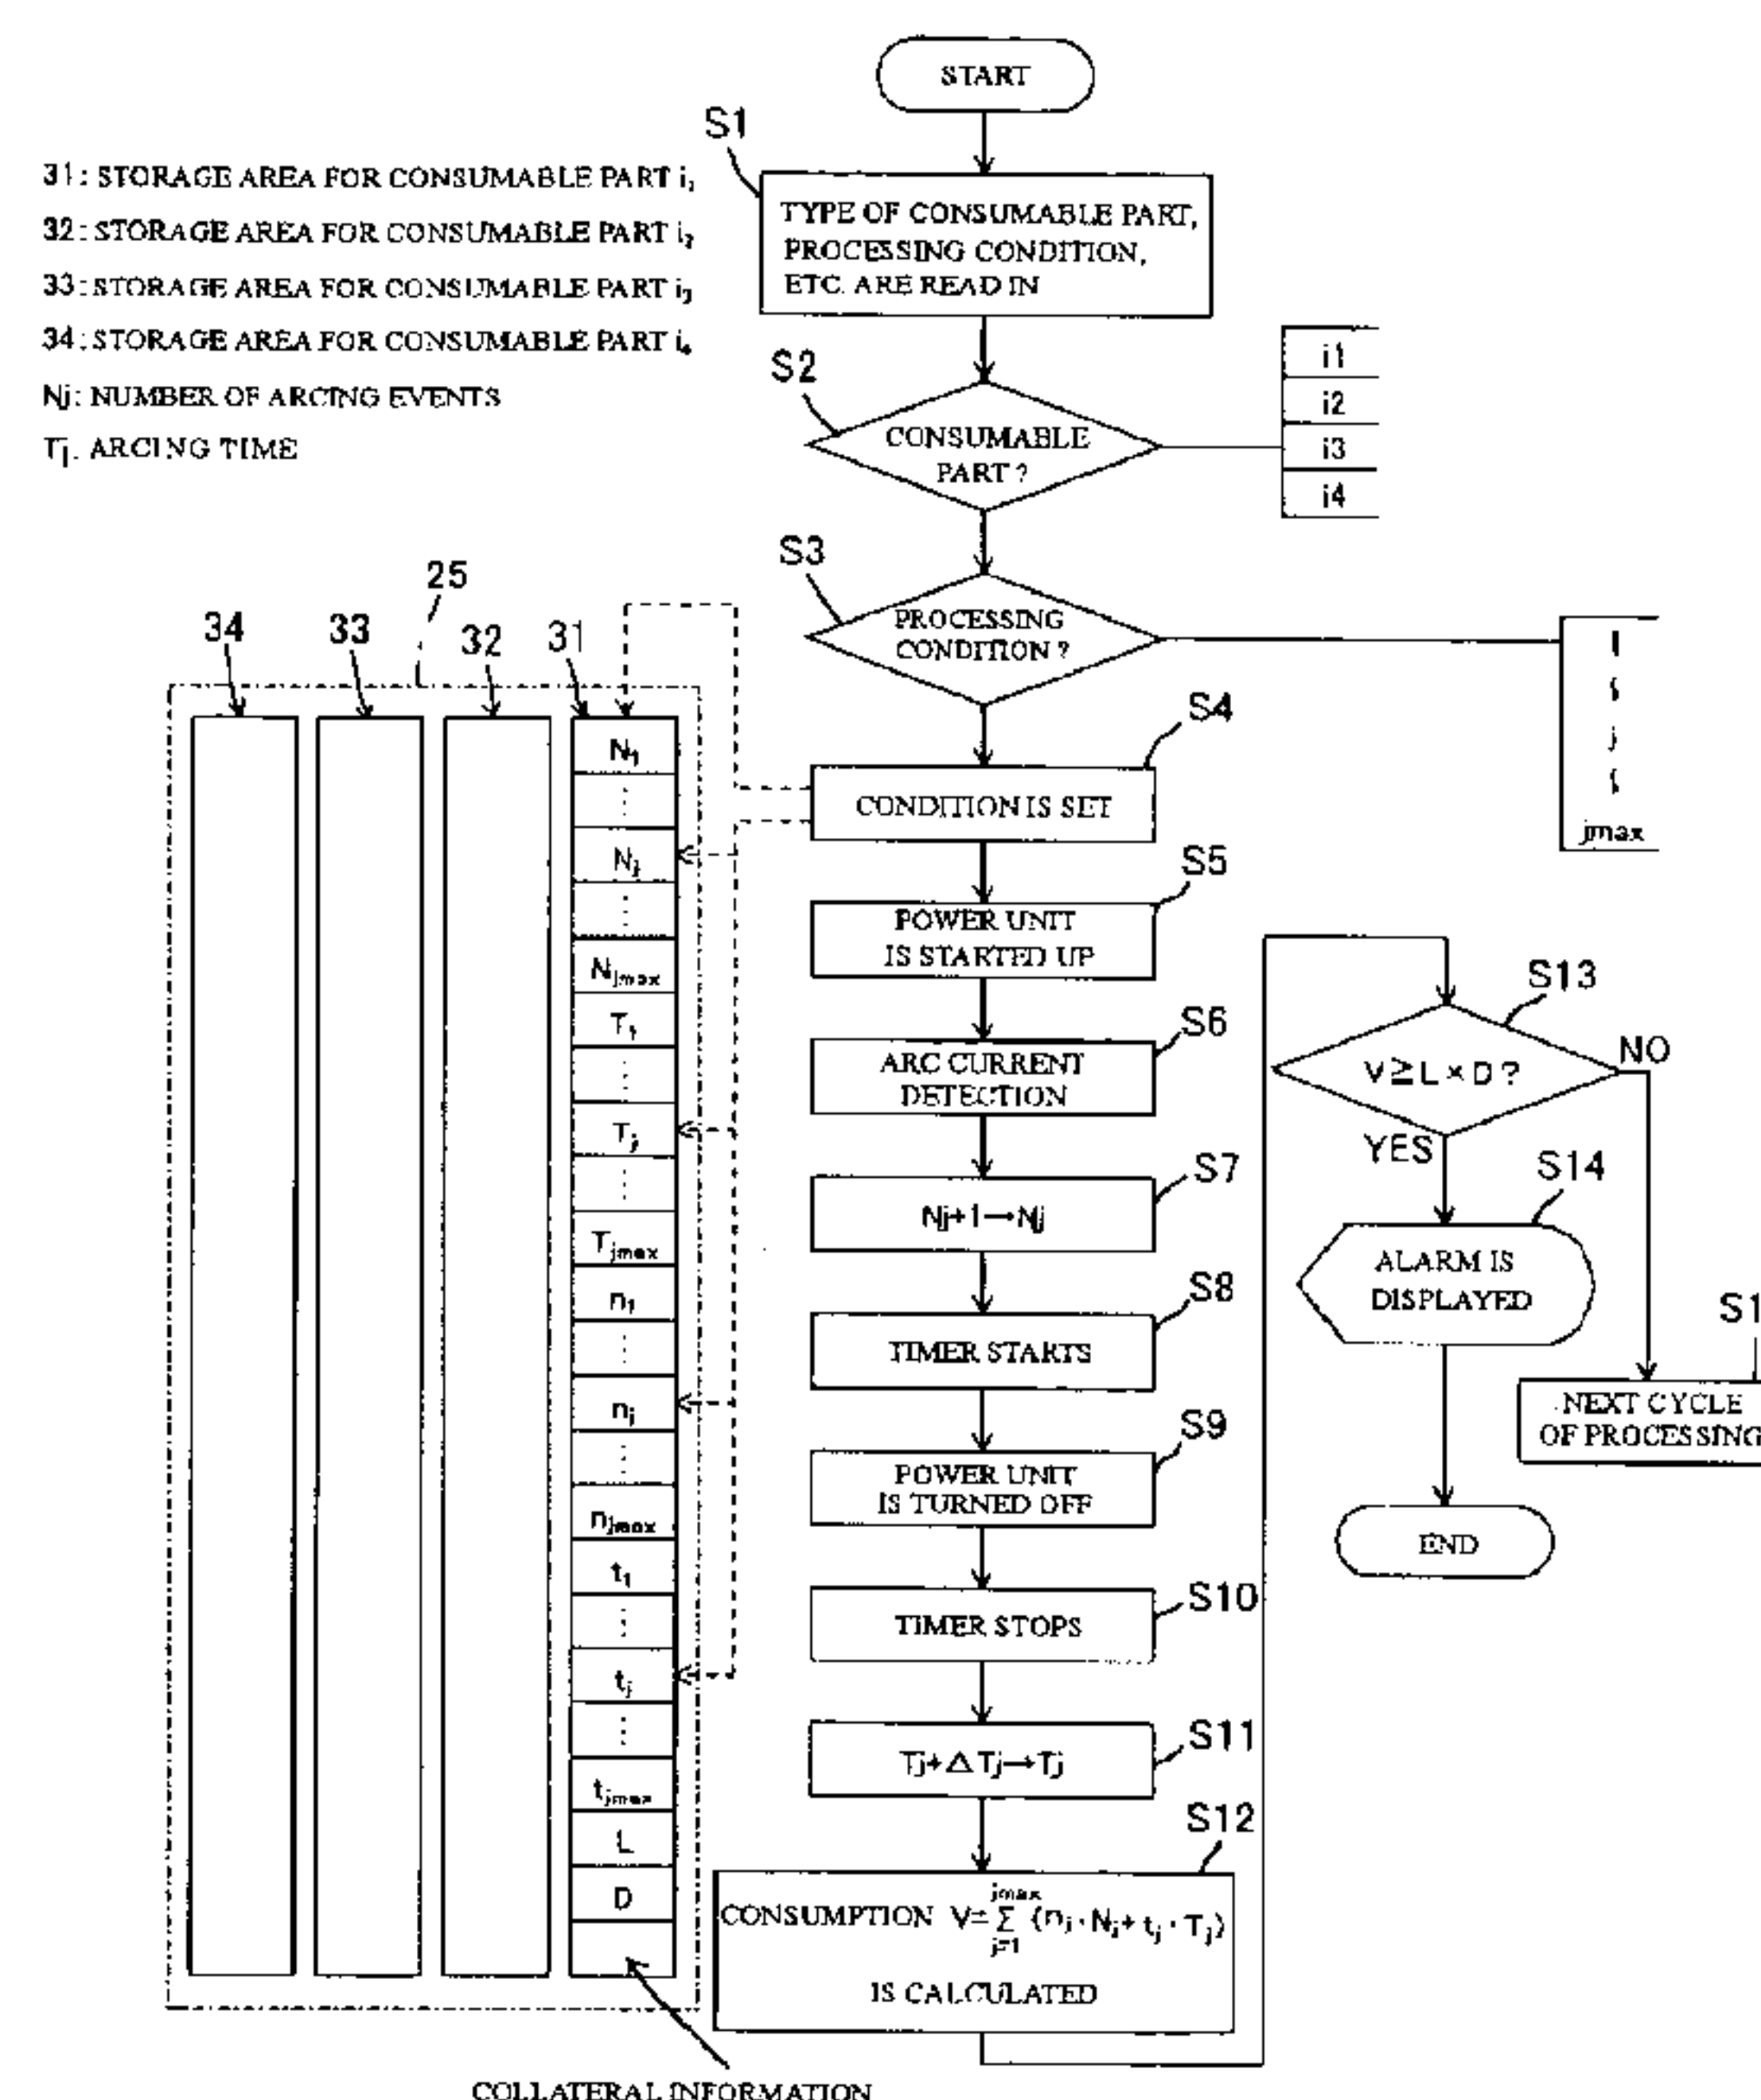 START
S1
31: STORAGE AREA FOR CONSUMABLE PART i₁
32: STORAGE AREA FOR CONSUMABLE PART i₂
33: STORAGE AREA FOR CONSUMABLE PART i₃
34: STORAGE AREA FOR CONSUMABLE PART i₄
Nj: NUMBER OF ARCING EVENTS
Tj. ARCING TIME
TYPE OF CONSUMABLE PART,
PROCESSING CONDITION,
ETC. ARE READ IN
S2
CONSUMABLE
PART?
i1
i2
i3
i4
S3
PROCESSING
CONDITION?
1
j
jmax
25
34
33
32
31
N₁
⋮
Nj
⋮
Njmax
T₁
⋮
Tj
⋮
Tjmax
n₁
⋮
nj
⋮
njmax
t₁
⋮
tj
⋮
tjmax
L
D
COLLATERAL INFORMATION
S4
CONDITION IS SET
S5
POWER UNIT
IS STARTED UP
S6
ARC CURRENT
DETECTION
S7
Nj+1→Nj
S8
TIMER STARTS
S9
POWER UNIT
IS TURNED OFF
S10
TIMER STOPS
S11
Tj+△Tj→Tj
S12
CONSUMPTION V=
jmax
Σ (nj・Nj+tj・Tj)
j=1
IS CALCULATED
S13
V≧L×D?
NO
YES
S14
ALARM IS
DISPLAYED
S1
NEXT CYCLE
OF PROCESSING
END